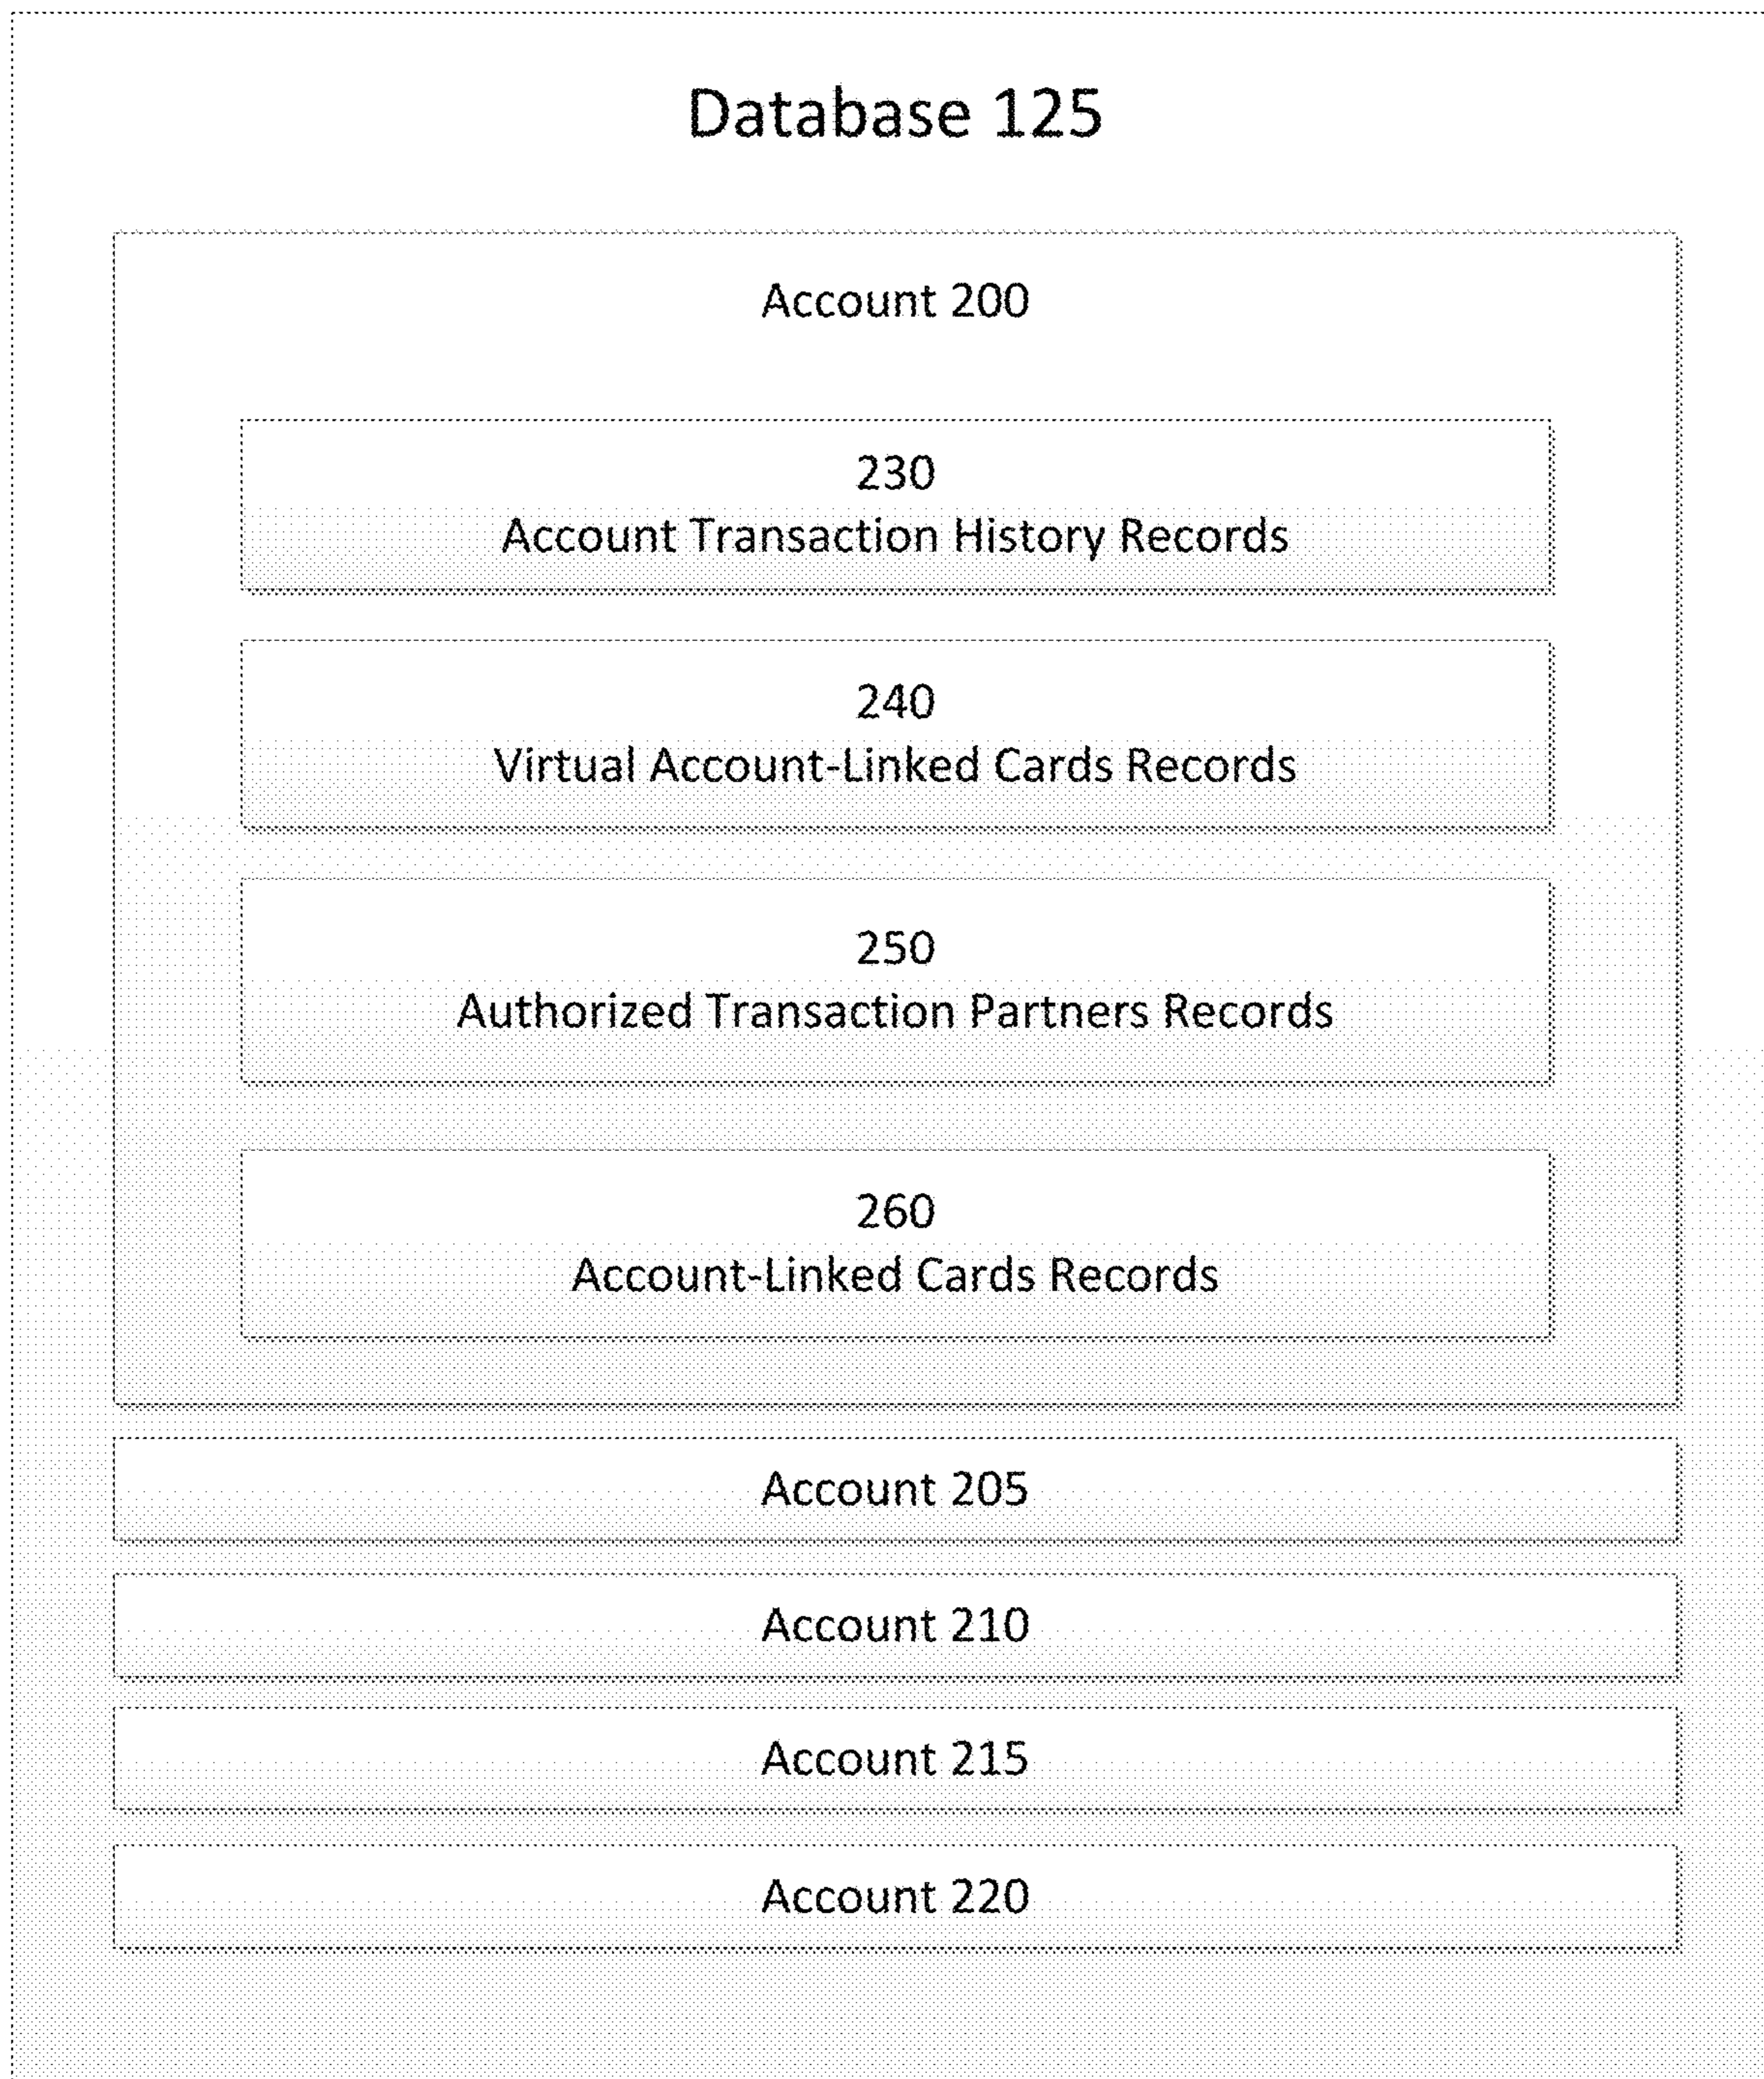 Database 125
Account 200
230
Account Transaction History Records
240
Virtual Account-Linked Cards Records
250
Authorized Transaction Partners Records
260
Account-Linked Cards Records
Account 205
Account 210
Account 215
Account 220